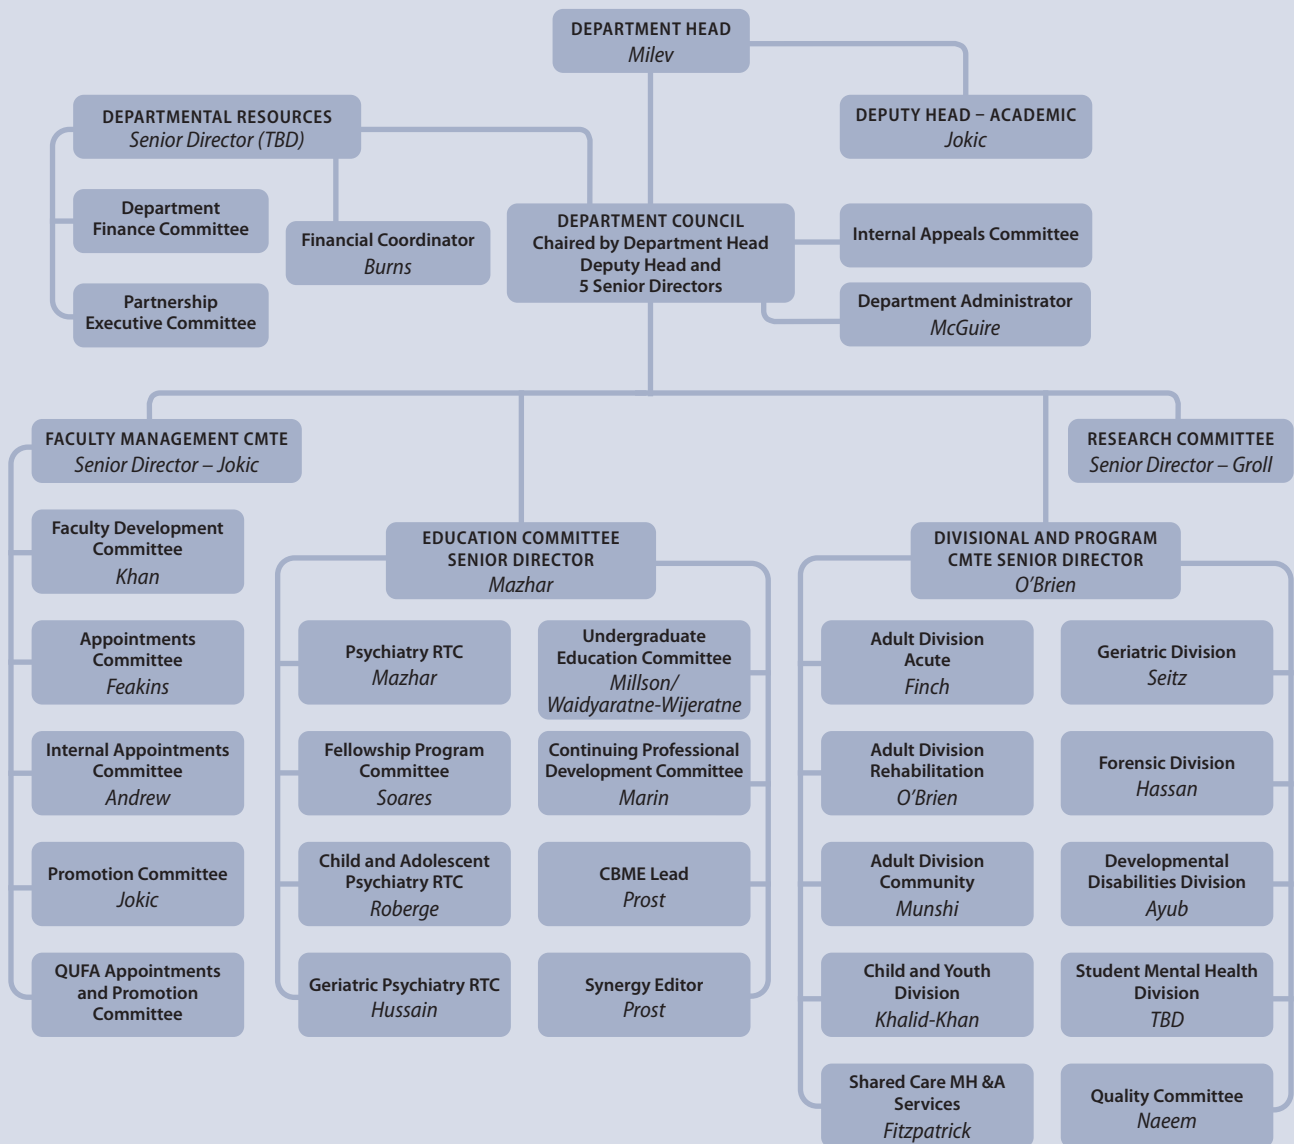 DEPARTMENT HEAD
Milev
DEPARTMENTAL RESOURCES
Senior Director (TBD)
DEPUTY HEAD – ACADEMIC
Jokic
Department
Finance Committee
Financial Coordinator
Burns
Partnership
Executive Committee
DEPARTMENT COUNCIL
Chaired by Department Head
Deputy Head and
5 Senior Directors
Internal Appeals Committee
Department Administrator
McGuire
FACULTY MANAGEMENT CMTE
Senior Director – Jokic
RESEARCH COMMITTEE
Senior Director – Groll
Faculty Development
Committee
Khan
Appointments
Committee
Feakins
Internal Appointments
Committee
Andrew
Promotion Committee
Jokic
QUFA Appointments
and Promotion
Committee
EDUCATION COMMITTEE
SENIOR DIRECTOR
Mazhar
Psychiatry RTC
Mazhar
Undergraduate
Education Committee
Millson/
Waidyaratne-Wijeratne
Fellowship Program
Committee
Soares
Continuing Professional
Development Committee
Marin
Child and Adolescent
Psychiatry RTC
Roberge
CBME Lead
Prost
Geriatric Psychiatry RTC
Hussain
Synergy Editor
Prost
DIVISIONAL AND PROGRAM
CMTE SENIOR DIRECTOR
O’Brien
Adult Division
Acute
Finch
Geriatric Division
Seitz
Adult Division
Rehabilitation
O’Brien
Forensic Division
Hassan
Adult Division
Community
Munshi
Developmental
Disabilities Division
Ayub
Child and Youth
Division
Khalid-Khan
Student Mental Health
Division
TBD
Shared Care MH &A
Services
Fitzpatrick
Quality Committee
Naeem